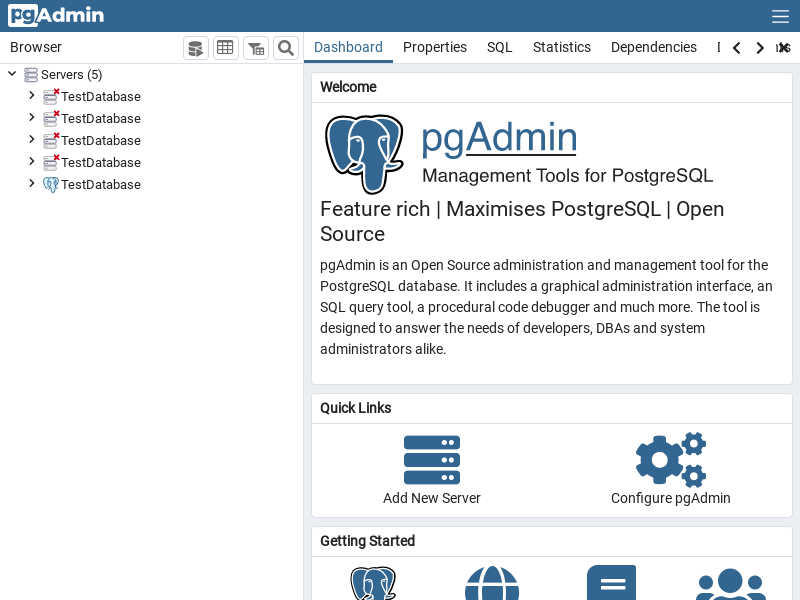 pgAdmin
Browser
Dashboard
Properties
SQL
Statistics
Dependencies
Servers (5)
TestDatabase
TestDatabase
TestDatabase
TestDatabase
TestDatabase
Welcome
pgAdmin
Management Tools for PostgreSQL
Feature rich | Maximises PostgreSQL | Open
Source
pgAdmin is an Open Source administration and management tool for the
PostgreSQL database. It includes a graphical administration interface, an
SQL query tool, a procedural code debugger and much more. The tool is
designed to answer the needs of developers, DBAs and system
administrators alike.
Quick Links
Add New Server
Configure pgAdmin
Getting Started